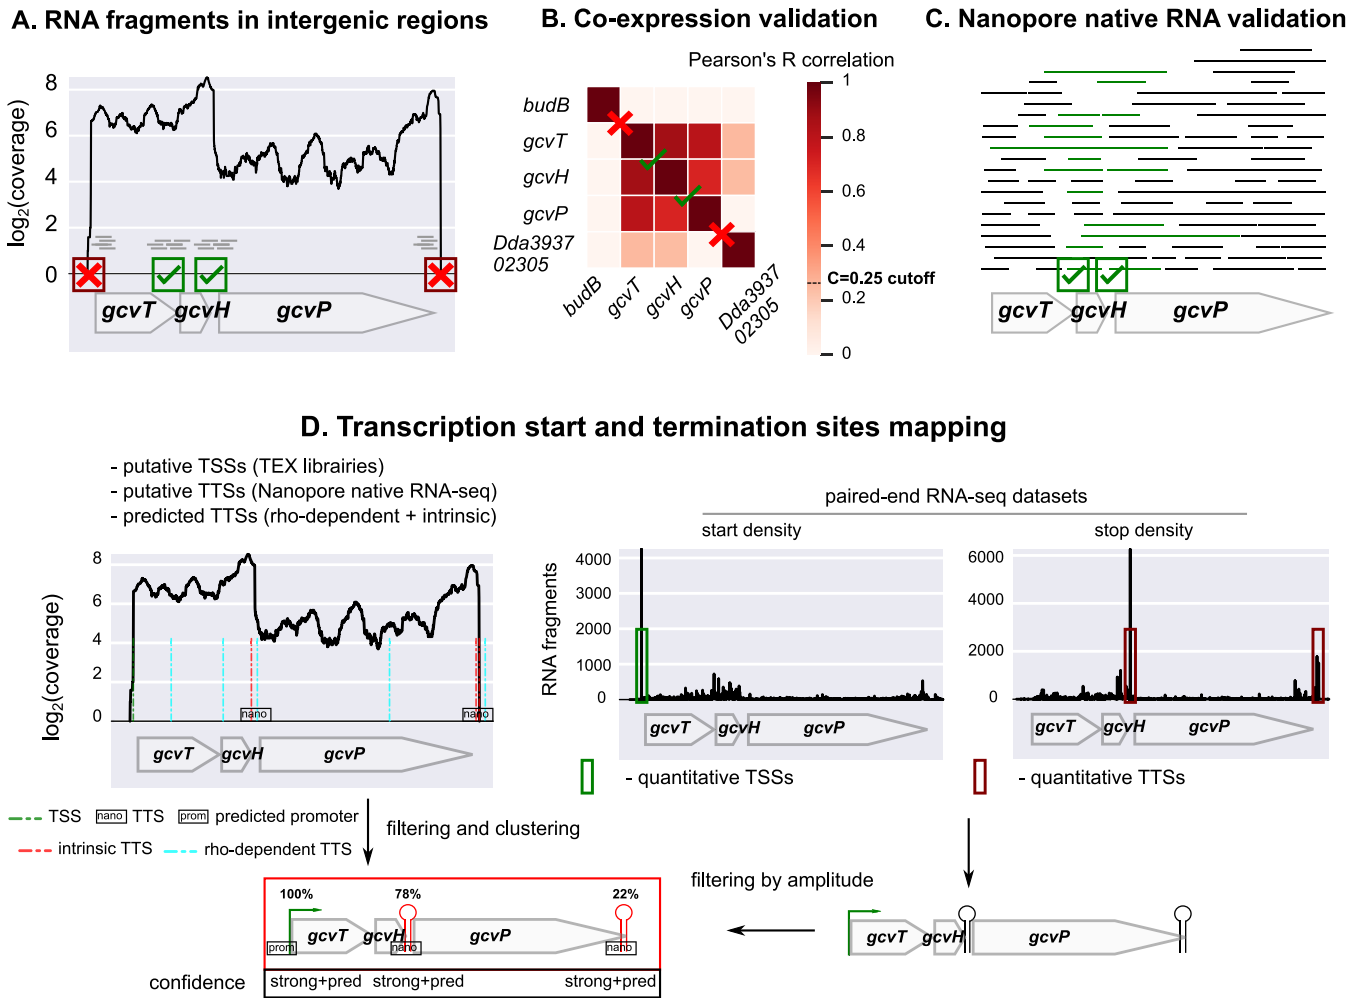 A. RNA fragments in intergenic regions
log2(coverage)
8
6
4
2
0
gcvT
gcvH
gcvP
B. Co-expression validation
Pearson's R correlation
budB
gcvT
gcvH
gcvP
Dda3937
02305
budB
gcvT
gcvH
gcvP
Dda3937
02305
1
0.8
0.6
0.4
C=0.25 cutoff
0.2
0
C. Nanopore native RNA validation
gcvT
gcvH
gcvP
D. Transcription start and termination sites mapping
- putative TSSs (TEX librairies)
- putative TTSs (Nanopore native RNA-seq)
- predicted TTSs (rho-dependent + intrinsic)
log2(coverage)
8
6
4
2
0
nano
nano
gcvT
gcvH
gcvP
paired-end RNA-seq datasets
start density
RNA fragments
4000
3000
2000
1000
0
gcvT
gcvH
gcvP
- quantitative TSSs
stop density
6000
4000
2000
0
gcvT
gcvH
gcvP
- quantitative TTSs
TSS
nano TTS
prom predicted promoter
intrinsic TTS
rho-dependent TTS
filtering and clustering
filtering by amplitude
100%
78%
22%
gcvT
gcvH
gcvP
prom
nano
nano
confidence
strong+pred
strong+pred
strong+pred
gcvT
gcvH
gcvP